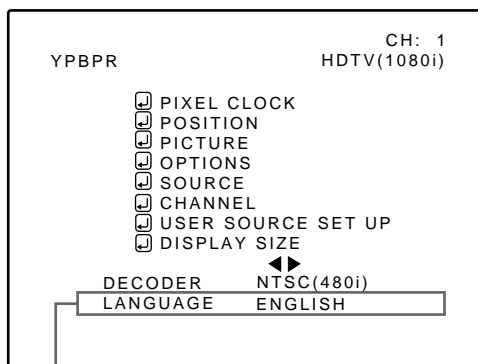 CH: 1
YPBPR HDTV(1080i)
PIXEL CLOCK
POSITION
PICTURE
OPTIONS
SOURCE
CHANNEL
USER SOURCE SET UP
DISPLAY SIZE
DECODER NTSC(480i)
LANGUAGE ENGLISH